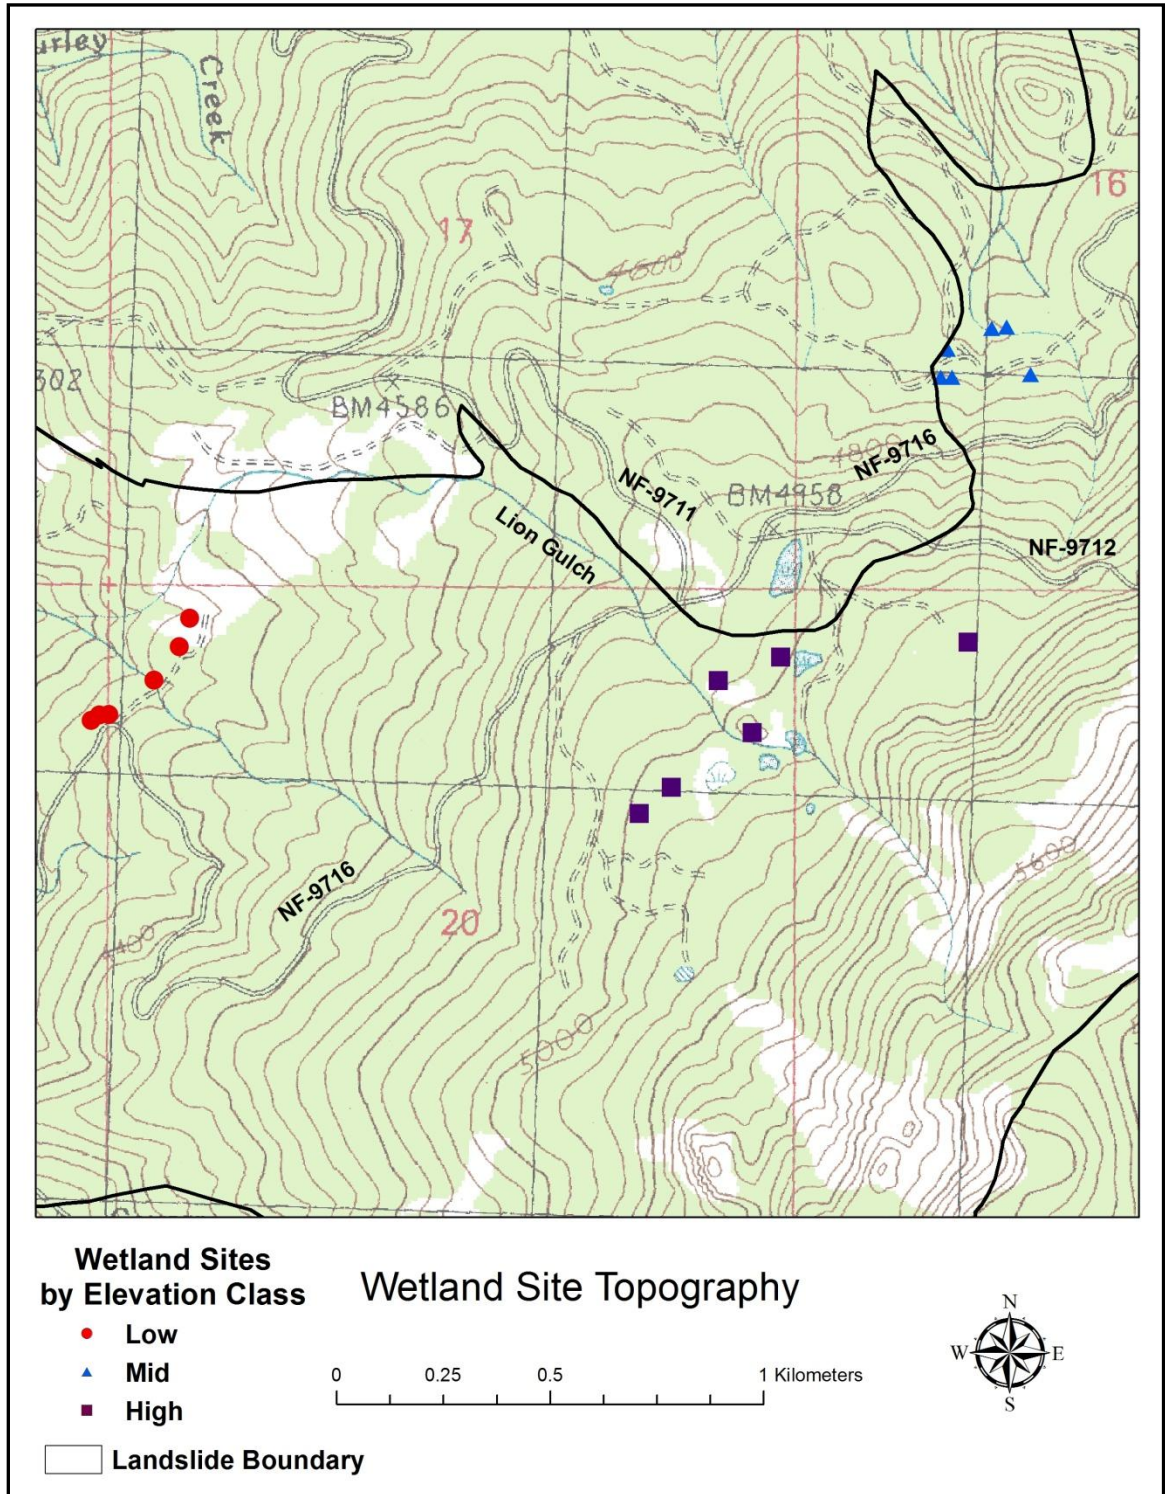 urley
Creek
16
17
4600
302
BM4586
4800
NF-9716
NF-9711
BM4958
Lion Gulch
NF-9712
5600
NF-9716
20
4400
5000
Wetland Sites
by Elevation Class
Low
Mid
High
Landslide Boundary
Wetland Site Topography
0 0.25 0.5 1 Kilometers
N
W E
S